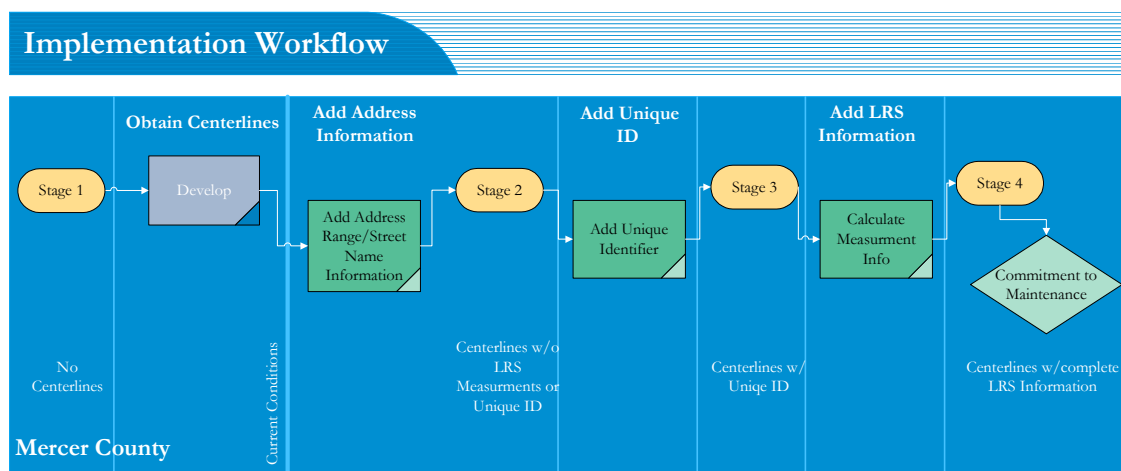 Implementation Workflow
Obtain Centerlines
Add Address
Information
Add Unique
ID
Add LRS
Information
Stage 1
Develop
Add Address
Range/Street
Name
Information
Stage 2
Add Unique
Identifier
Stage 3
Calculate
Measurment
Info
Stage 4
Commitment to
Maintenance
No
Centerlines
Current Conditions
Centerlines w/o
LRS
Measurments or
Unique ID
Centerlines w/
Uniqe ID
Centerlines w/complete
LRS Information
Mercer County